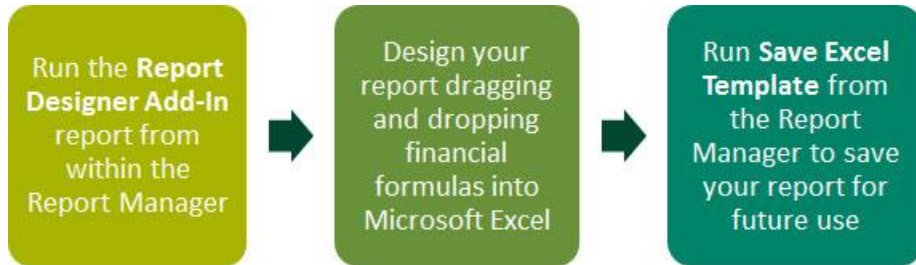 Run the Report
Designer Add-In
report from
within the
Report Manager
Design your
report dragging
and dropping
financial
formulas into
Microsoft Excel
Run Save Excel
Template from
the Report
Manager to save
your report for
future use